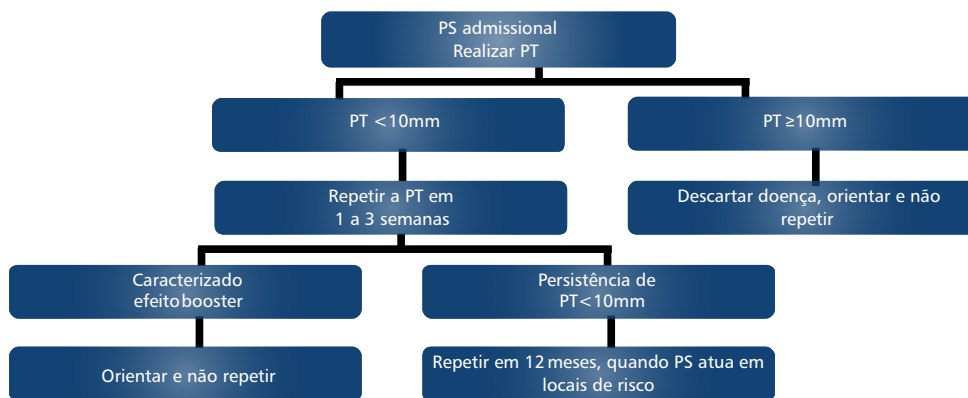 PS admissional
Realizar PT
PT <10mm
PT ≥10mm
Repetir a PT em
1 a 3 semanas
Descartar doença, orientar e não
repetir
Caracterizado
efeito booster
Persistência de
PT<10mm
Orientar e não repetir
Repetir em 12 meses, quando PS atua em
locais de risco